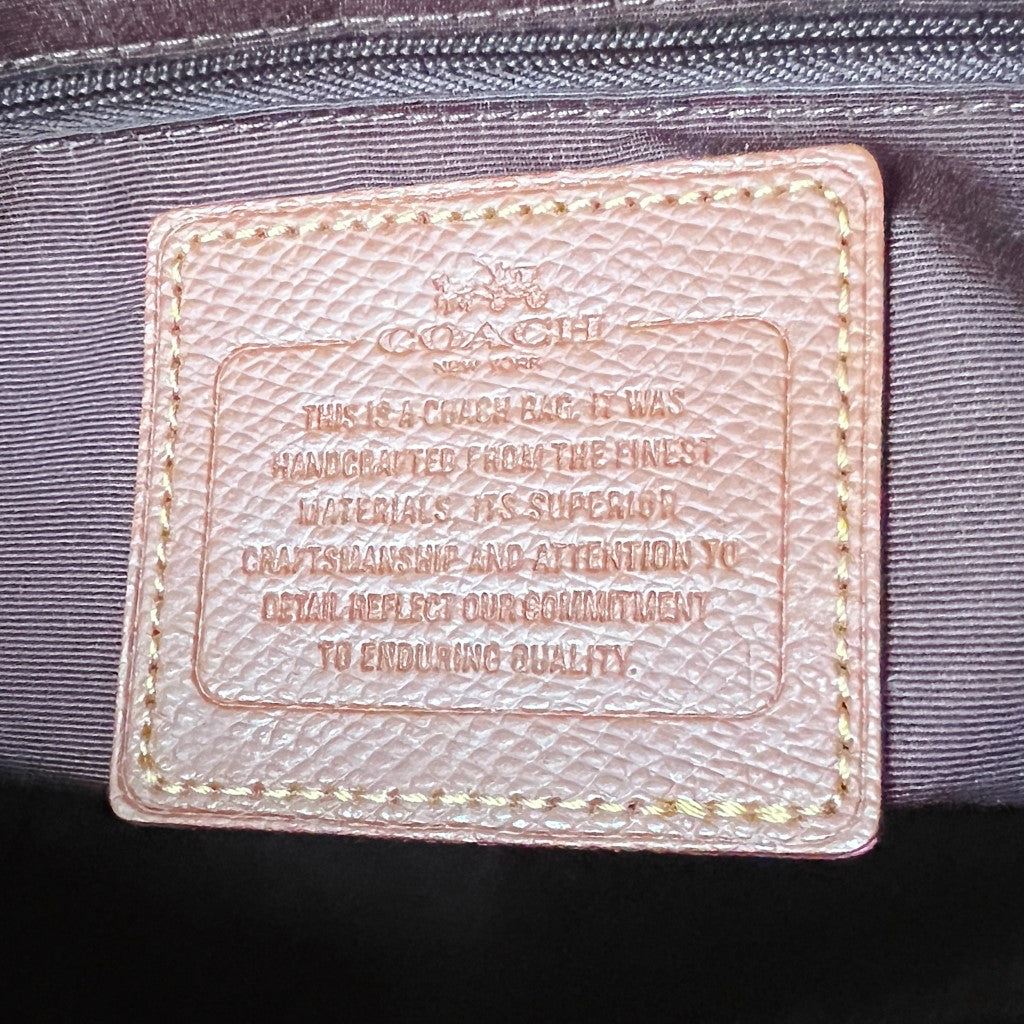 COACH
NEW YORK
THIS IS A COACH BAG. IT WAS
HANDCRAFTED FROM THE FINEST
MATERIALS. ITS SUPERIOR
CRAFTSMANSHIP AND ATTENTION TO
DETAIL REFLECT OUR COMMITMENT
TO ENDURING QUALITY.